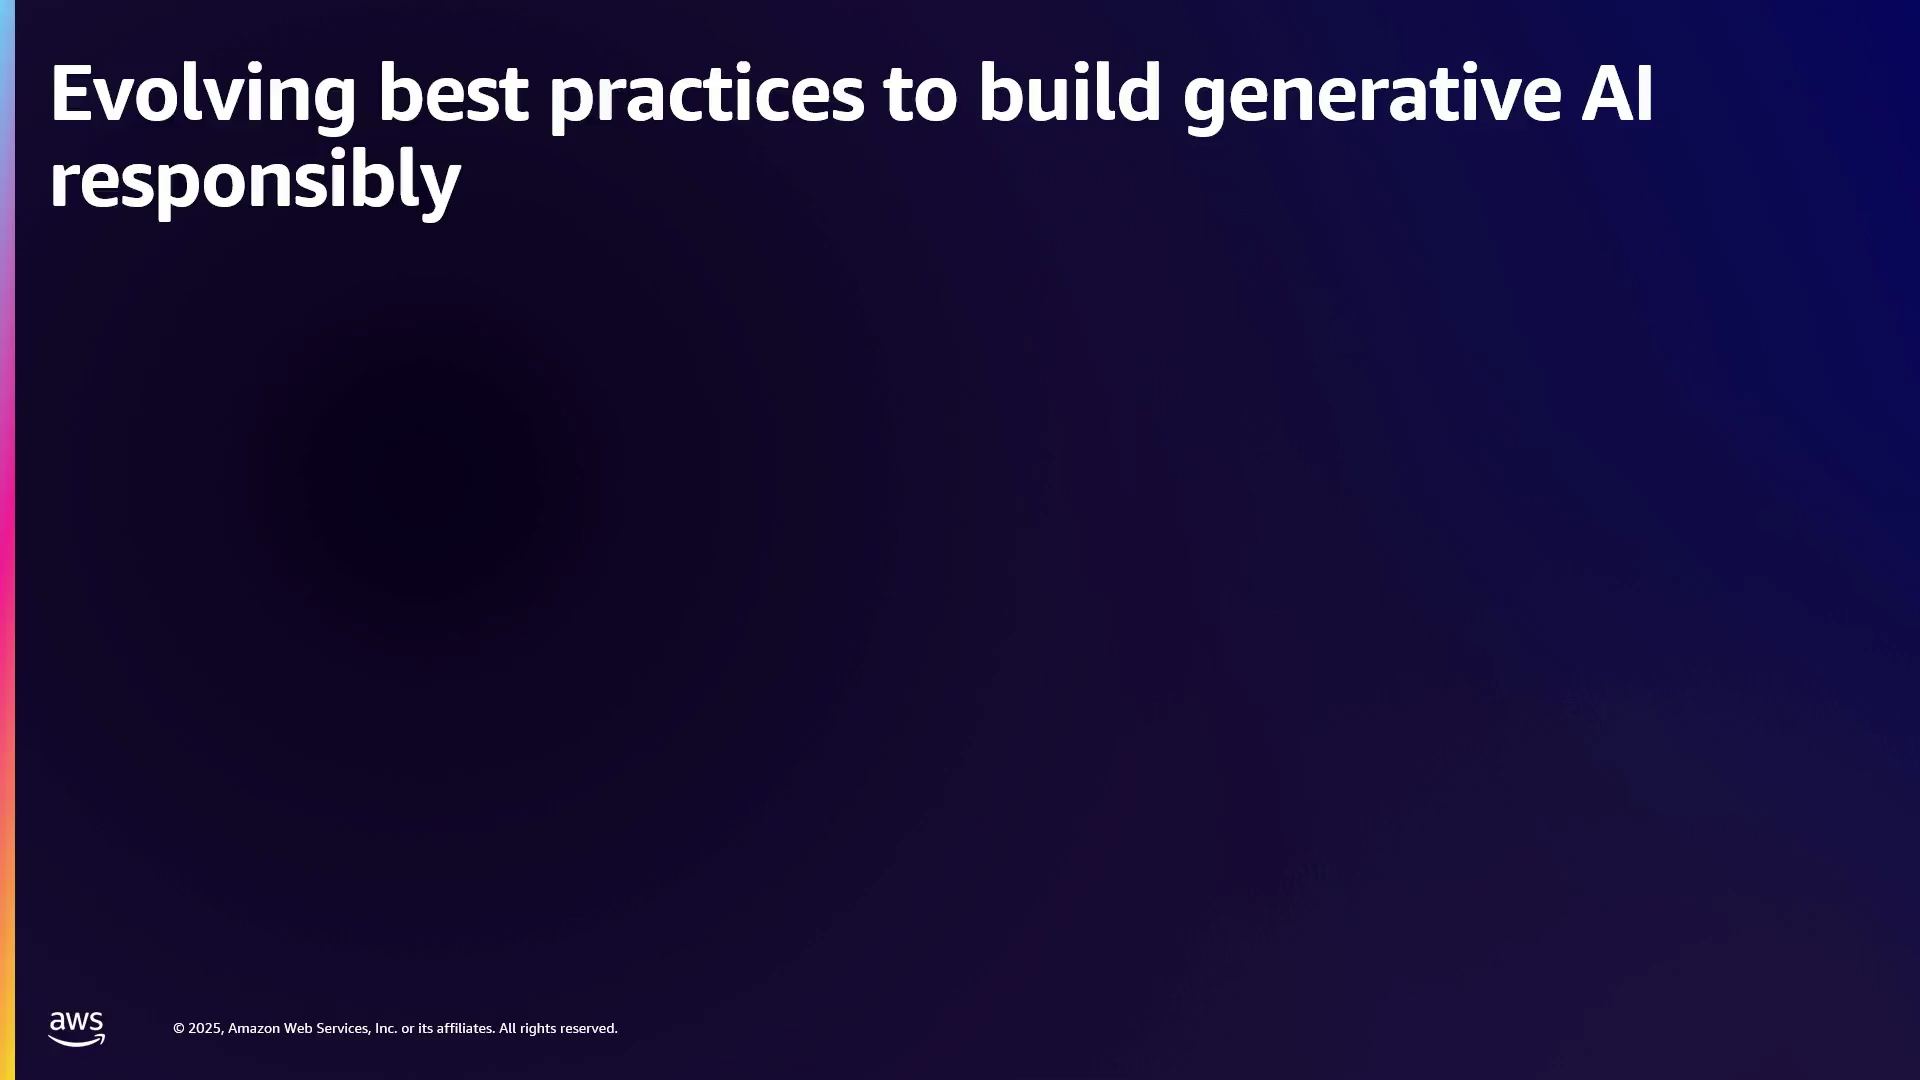 Evolving best practices to build generative AI
responsibly
aws
© 2025, Amazon Web Services, Inc. or its affiliates. All rights reserved.